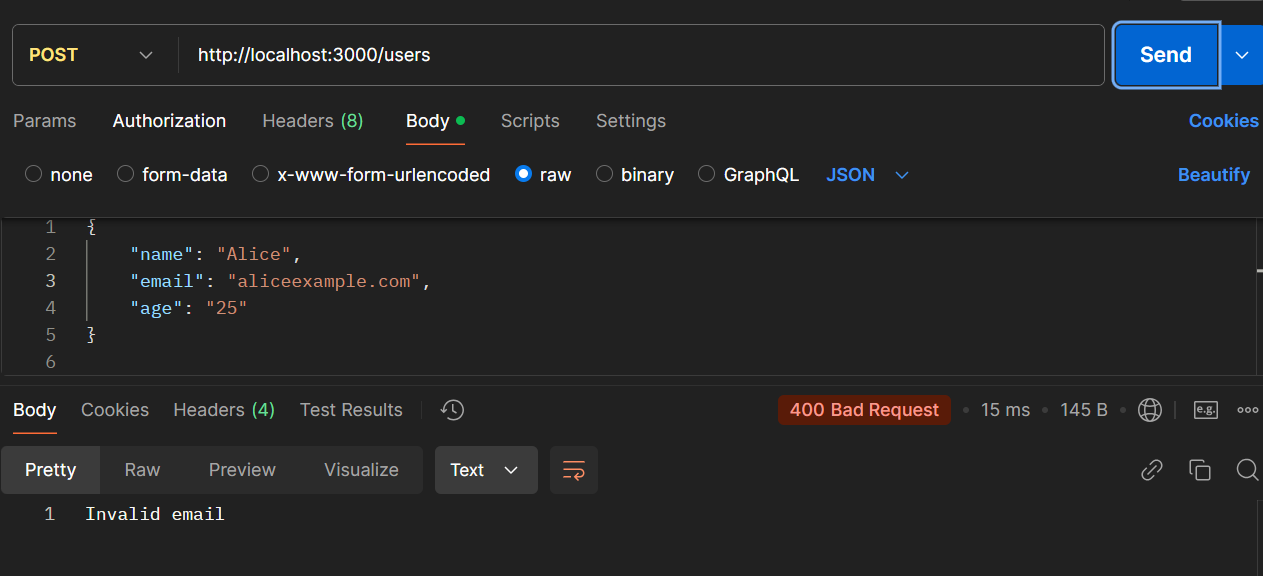 POST http://localhost:3000/users Send
Params Authorization Headers (8) Body Scripts Settings Cookies
none form-data x-www-form-urlencoded raw binary GraphQL JSON Beautify
1 {
2 "name": "Alice",
3 "email": "aliceexample.com",
4 "age": "25"
5 }
6
Body Cookies Headers (4) Test Results 400 Bad Request 15 ms 145 B e.g.
Pretty Raw Preview Visualize Text
1 Invalid email